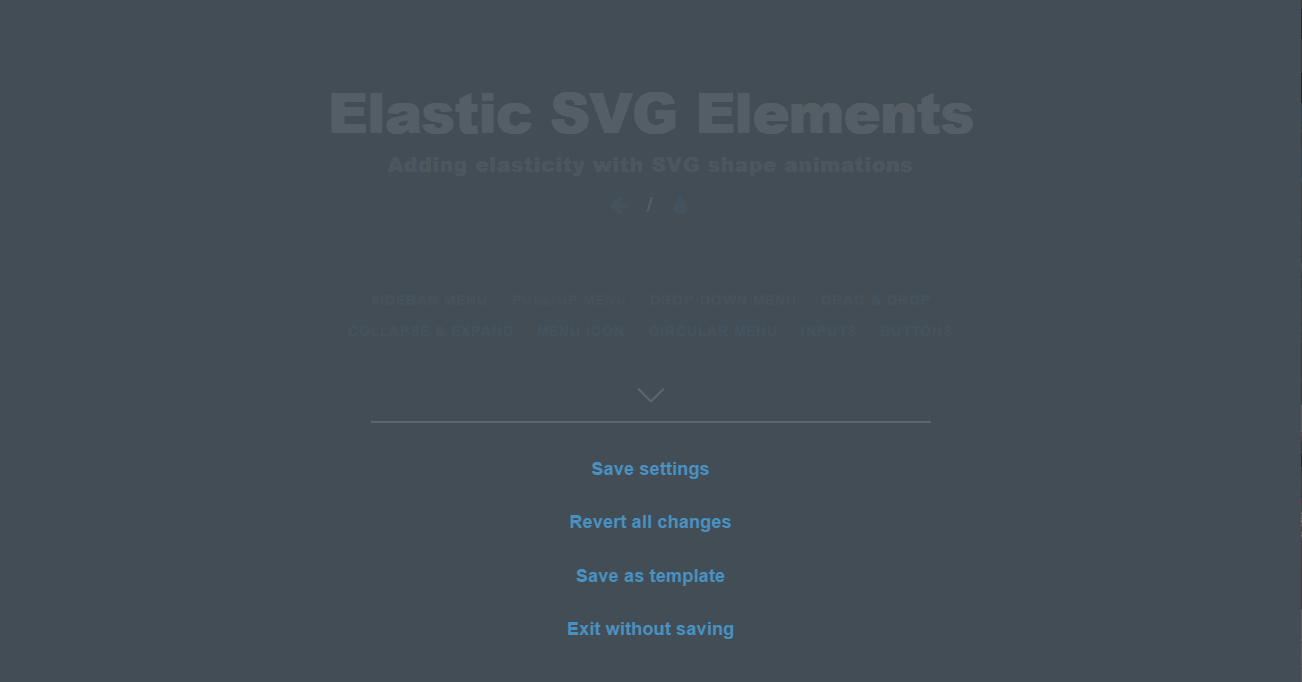 Elastic SVG Elements
Adding elasticity with SVG shape animations
/
SIDEBAR MENU PULL-UP MENU DROP-DOWN MENU DRAG & DROP
COLLAPSE & EXPAND MENU ICON CIRCULAR MENU INPUTS BUTTONS
Save settings
Revert all changes
Save as template
Exit without saving